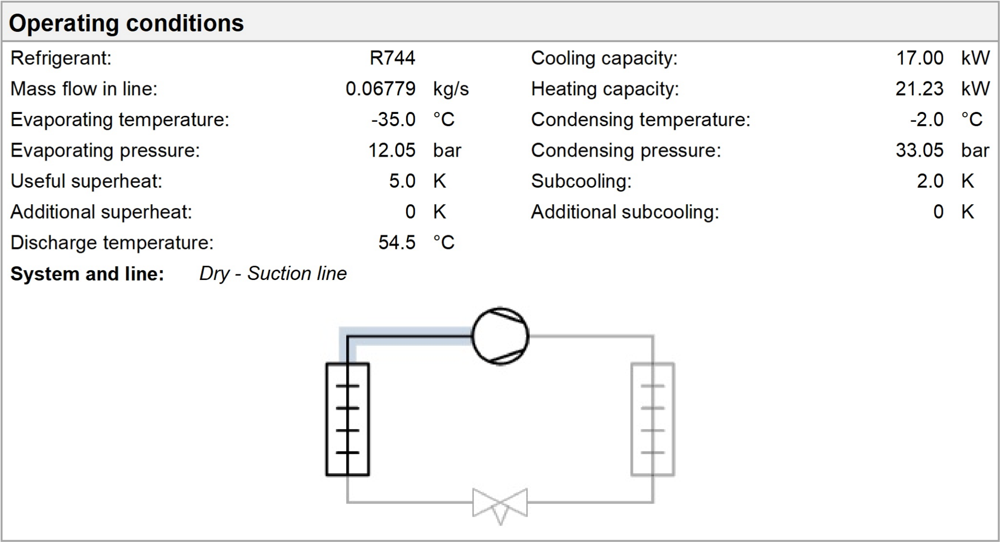 Operating conditions
Refrigerant: R744 Cooling capacity: 17.00 kW
Mass flow in line: 0.06779 kg/s Heating capacity: 21.23 kW
Evaporating temperature: -35.0 °C Condensing temperature: -2.0 °C
Evaporating pressure: 12.05 bar Condensing pressure: 33.05 bar
Useful superheat: 5.0 K Subcooling: 2.0 K
Additional superheat: 0 K Additional subcooling: 0 K
Discharge temperature: 54.5 °C
System and line: Dry - Suction line